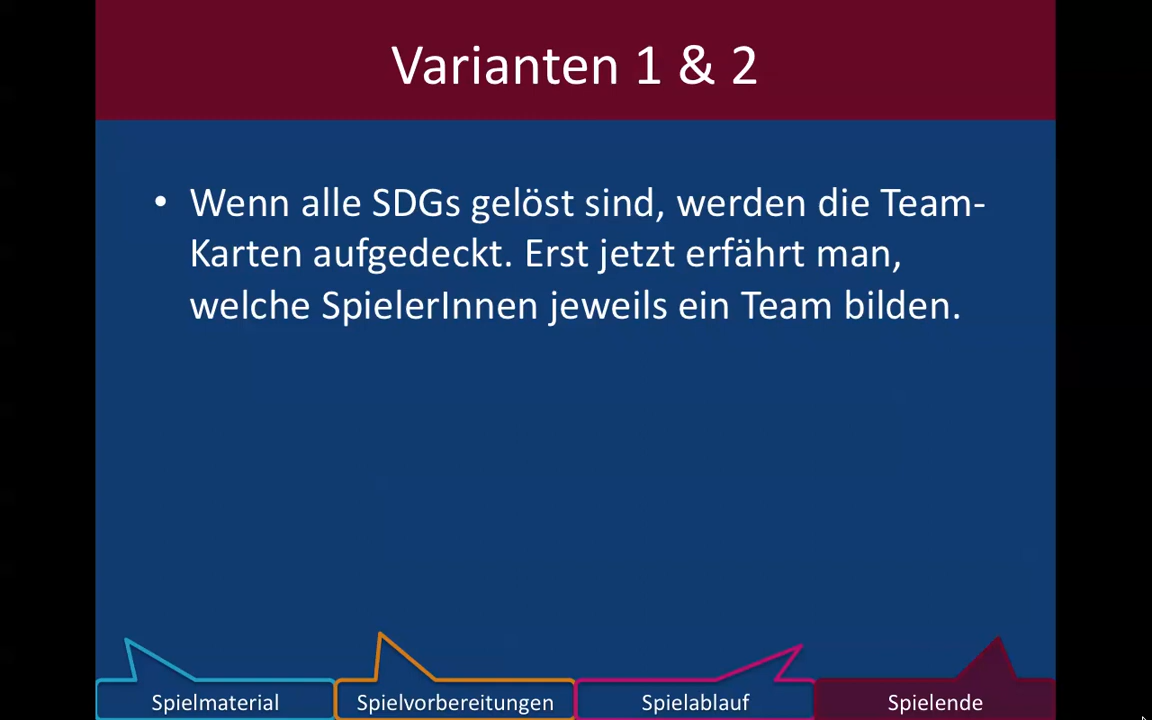 Varianten 1 & 2
• Wenn alle SDGs gelöst sind, werden die Team-
Karten aufgedeckt. Erst jetzt erfährt man,
welche SpielerInnen jeweils ein Team bilden.
Spielmaterial
Spielvorbereitungen
Spielablauf
Spielende